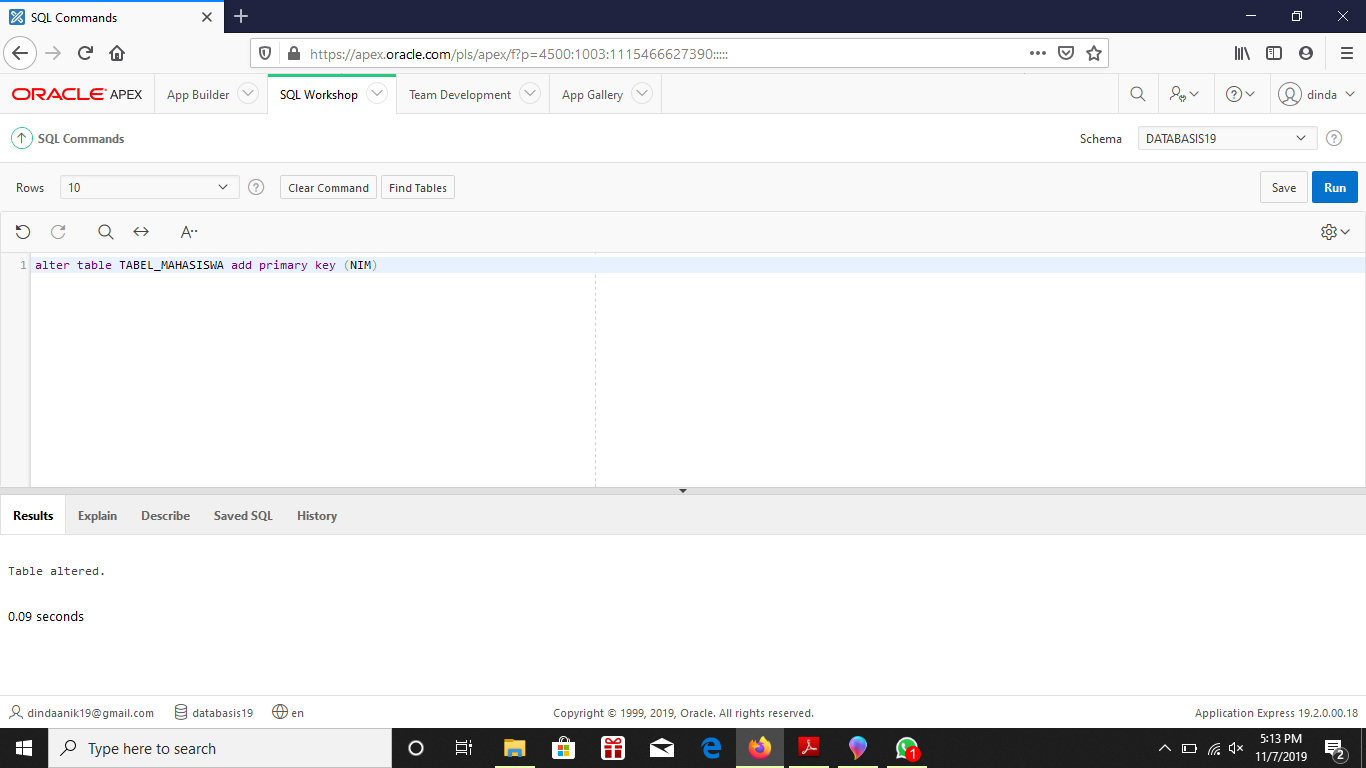 SQL Commands
https://apex.oracle.com/pls/apex/f?p=4500:1003:1115466627390:::::
ORACLE APEX App Builder SQL Workshop Team Development App Gallery dinda
SQL Commands Schema DATABASIS19
Rows 10 Clear Command Find Tables Save Run
A··
1 alter table TABEL_MAHASISWA add primary key (NIM)
Results Explain Describe Saved SQL History
Table altered.
0.09 seconds
dindaanik19@gmail.com databasis19 en Copyright © 1999, 2019, Oracle. All rights reserved. Application Express 19.2.0.00.18
Type here to search 1 5:13 PM 2
11/7/2019